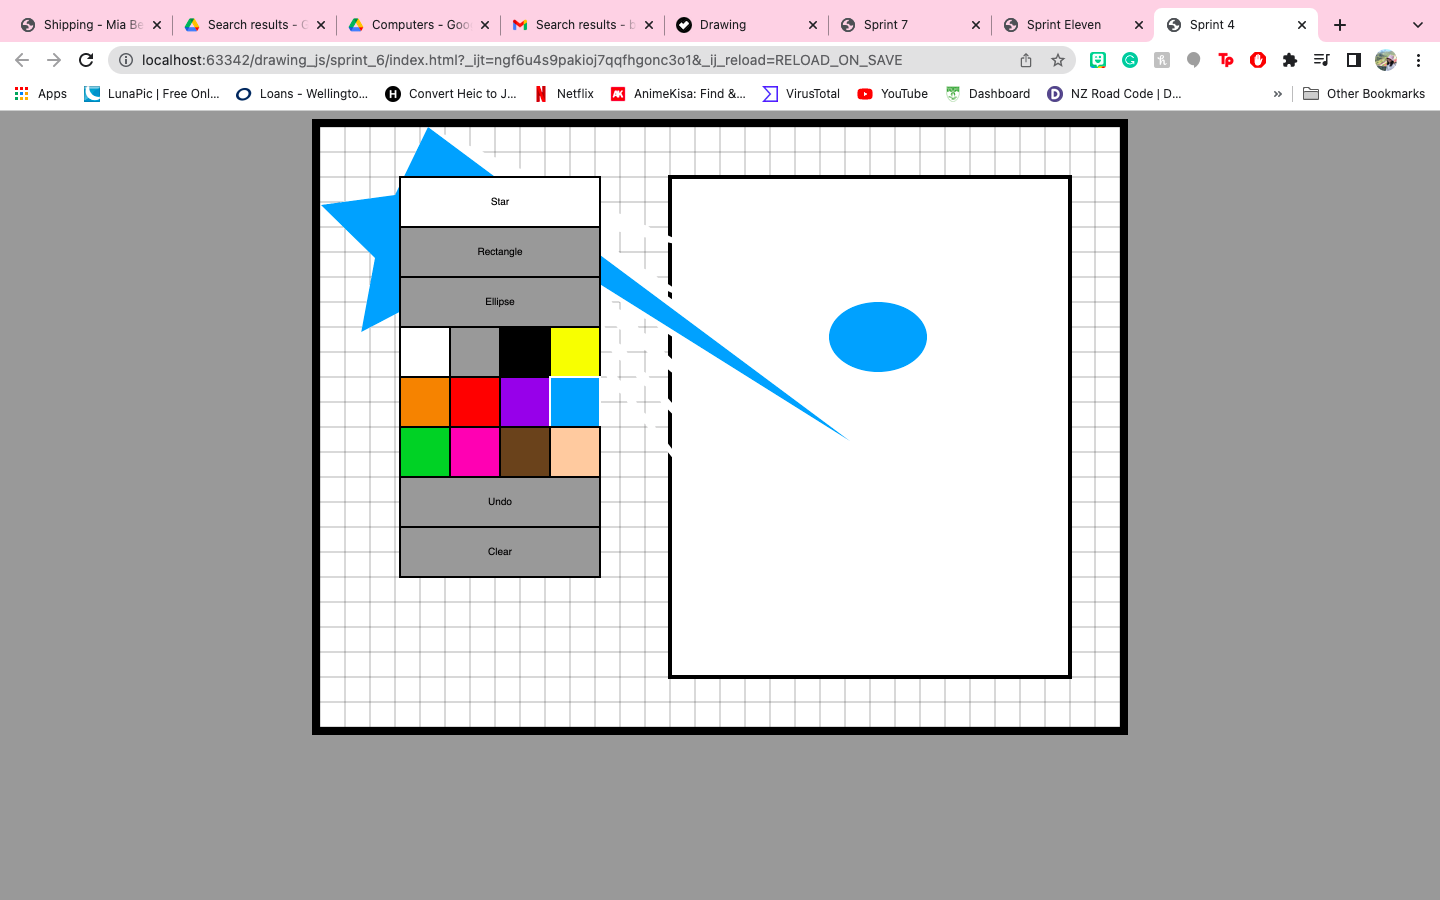 Shipping - Mia Be
Search results - G
Computers - Goo
Search results - b
Drawing
Sprint 7
Sprint Eleven
Sprint 4
localhost:63342/drawing_js/sprint_6/index.html?_ijt=ngf6u4s9pakioj7qqfhgonc3o1&_ij_reload=RELOAD_ON_SAVE
Apps
LunaPic | Free Onl...
Loans - Wellingto...
Convert Heic to J...
Netflix
AnimeKisa: Find &...
VirusTotal
YouTube
Dashboard
NZ Road Code | D...
»
Other Bookmarks
Star
Rectangle
Ellipse
Undo
Clear